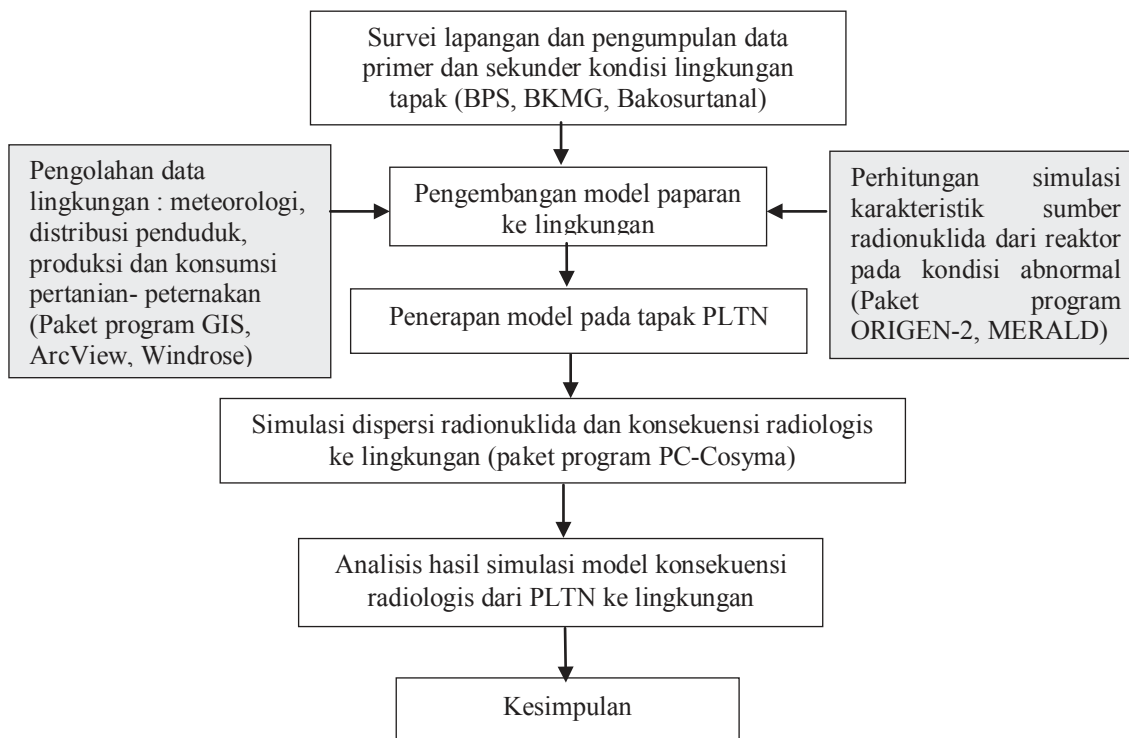 Survei lapangan dan pengumpulan data
primer dan sekunder kondisi lingkungan
tapak (BPS, BKMG, Bakosurtanal)
Pengolahan data
lingkungan : meteorologi,
distribusi penduduk,
produksi dan konsumsi
pertanian- peternakan
(Paket program GIS,
ArcView, Windrose)
Pengembangan model paparan
ke lingkungan
Perhitungan simulasi
karakteristik sumber
radionuklida dari reaktor
pada kondisi abnormal
(Paket program
ORIGEN-2, MERALD)
Penerapan model pada tapak PLTN
Simulasi dispersi radionuklida dan konsekuensi radiologis
ke lingkungan (paket program PC-Cosyma)
Analisis hasil simulasi model konsekuensi
radiologis dari PLTN ke lingkungan
Kesimpulan